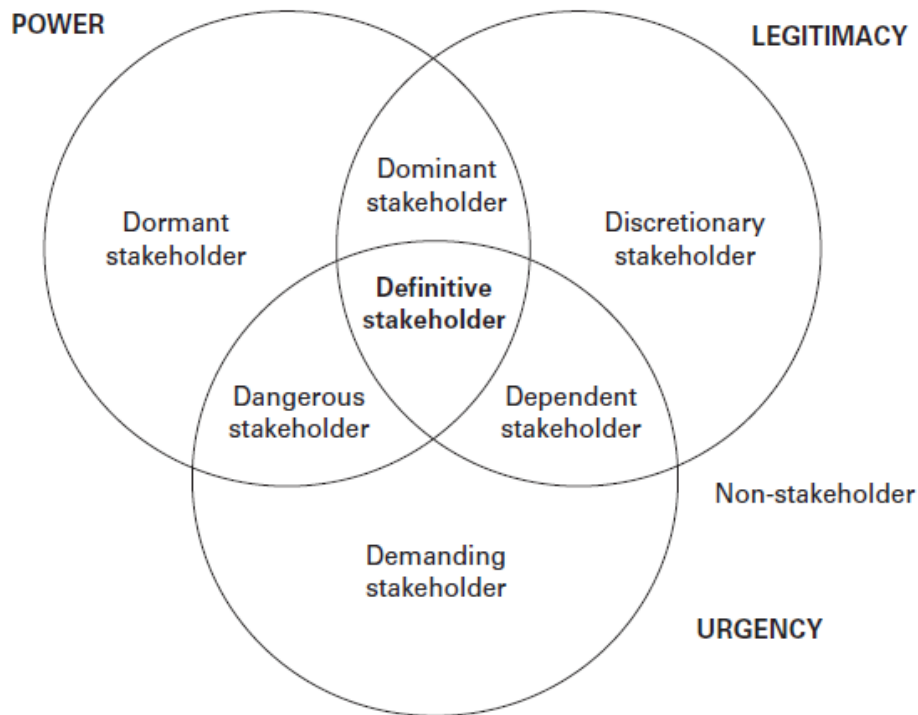 POWER
LEGITIMACY
Dominant
stakeholder
Dormant
stakeholder
Discretionary
stakeholder
Definitive
stakeholder
Dangerous
stakeholder
Dependent
stakeholder
Non-stakeholder
Demanding
stakeholder
URGENCY